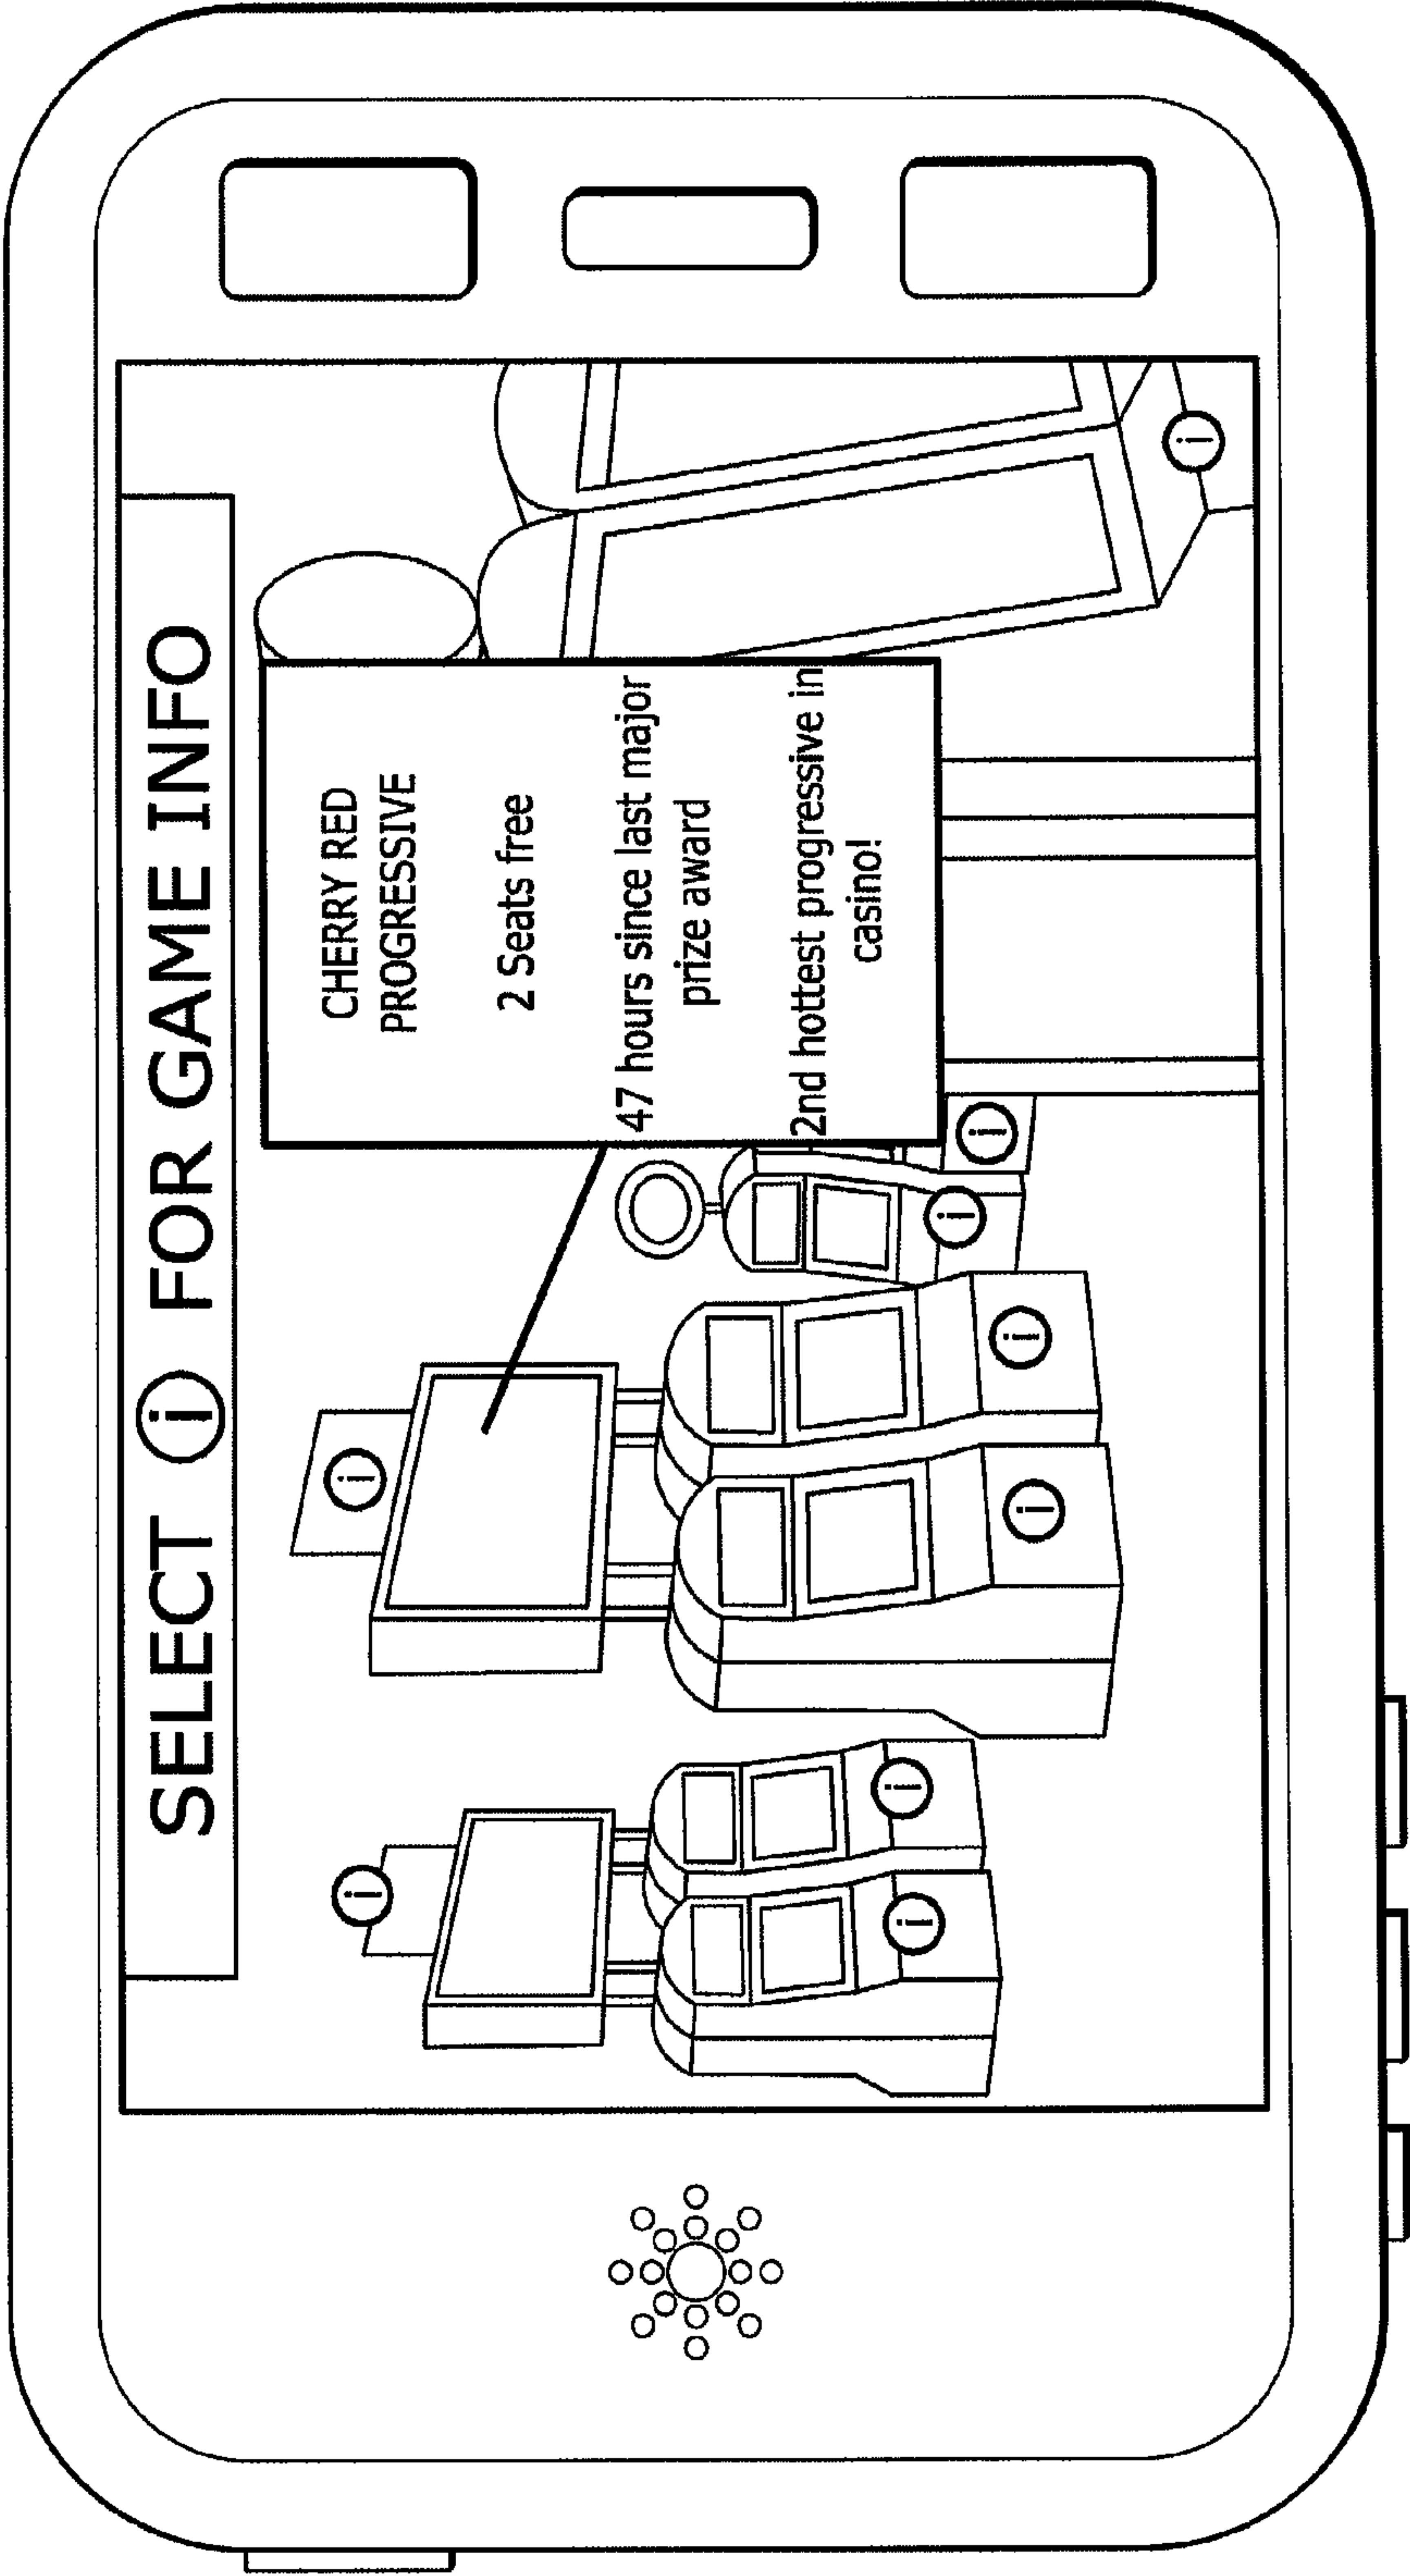 SELECT i FOR GAME INFO
CHERRY RED
PROGRESSIVE
2 Seats free
47 hours since last major
prize award
2nd hottest progressive in
casino!
i
i
i
i
i
i
i
i
i